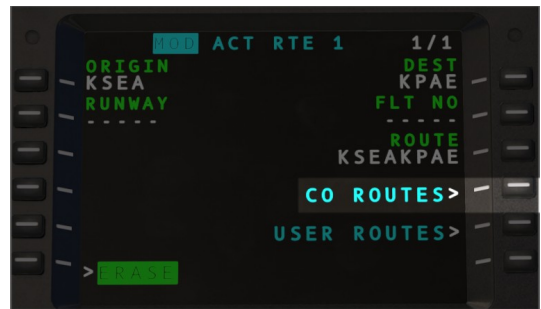 MOD ACT RTE 1 1/1
ORIGIN DEST
KSEA KPAE
RUNWAY FLT NO
----- -----
ROUTE
KSEAKPAE
CO ROUTES>
USER ROUTES>
>ERASE